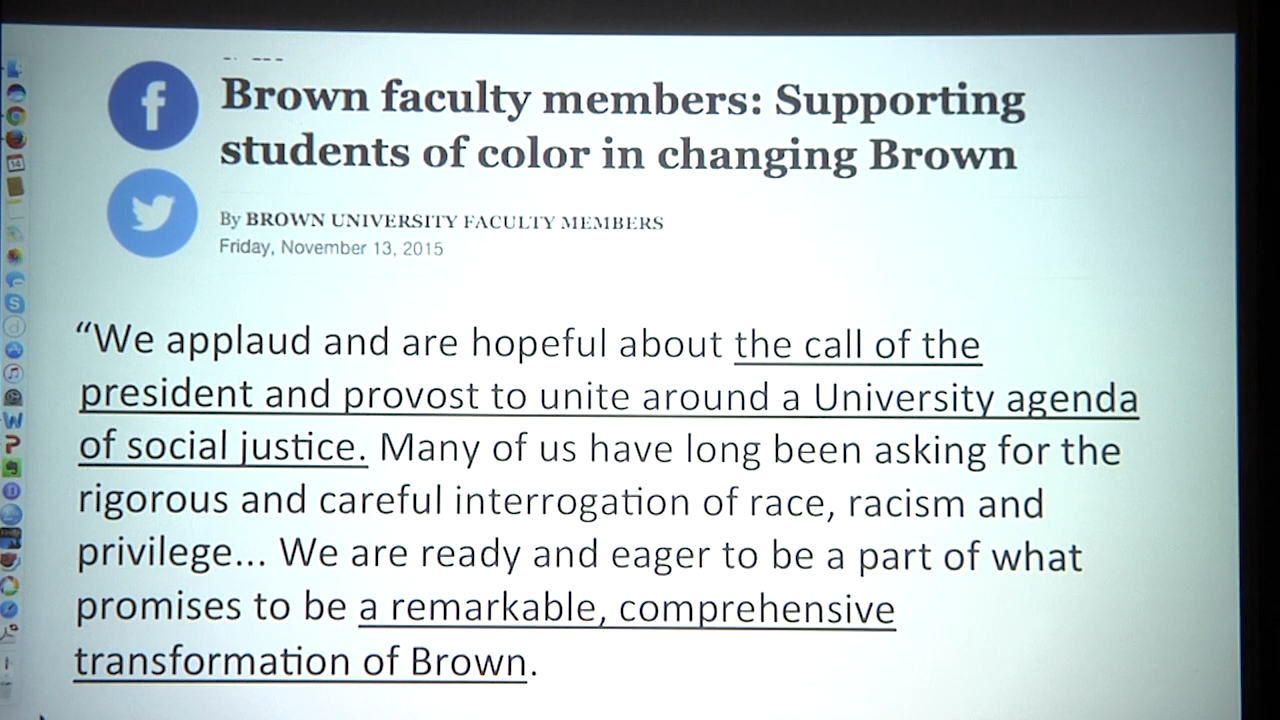 Brown faculty members: Supporting
students of color in changing Brown
By BROWN UNIVERSITY FACULTY MEMBERS
Friday, November 13, 2015
“We applaud and are hopeful about the call of the
president and provost to unite around a University agenda
of social justice. Many of us have long been asking for the
rigorous and careful interrogation of race, racism and
privilege... We are ready and eager to be a part of what
promises to be a remarkable, comprehensive
transformation of Brown.